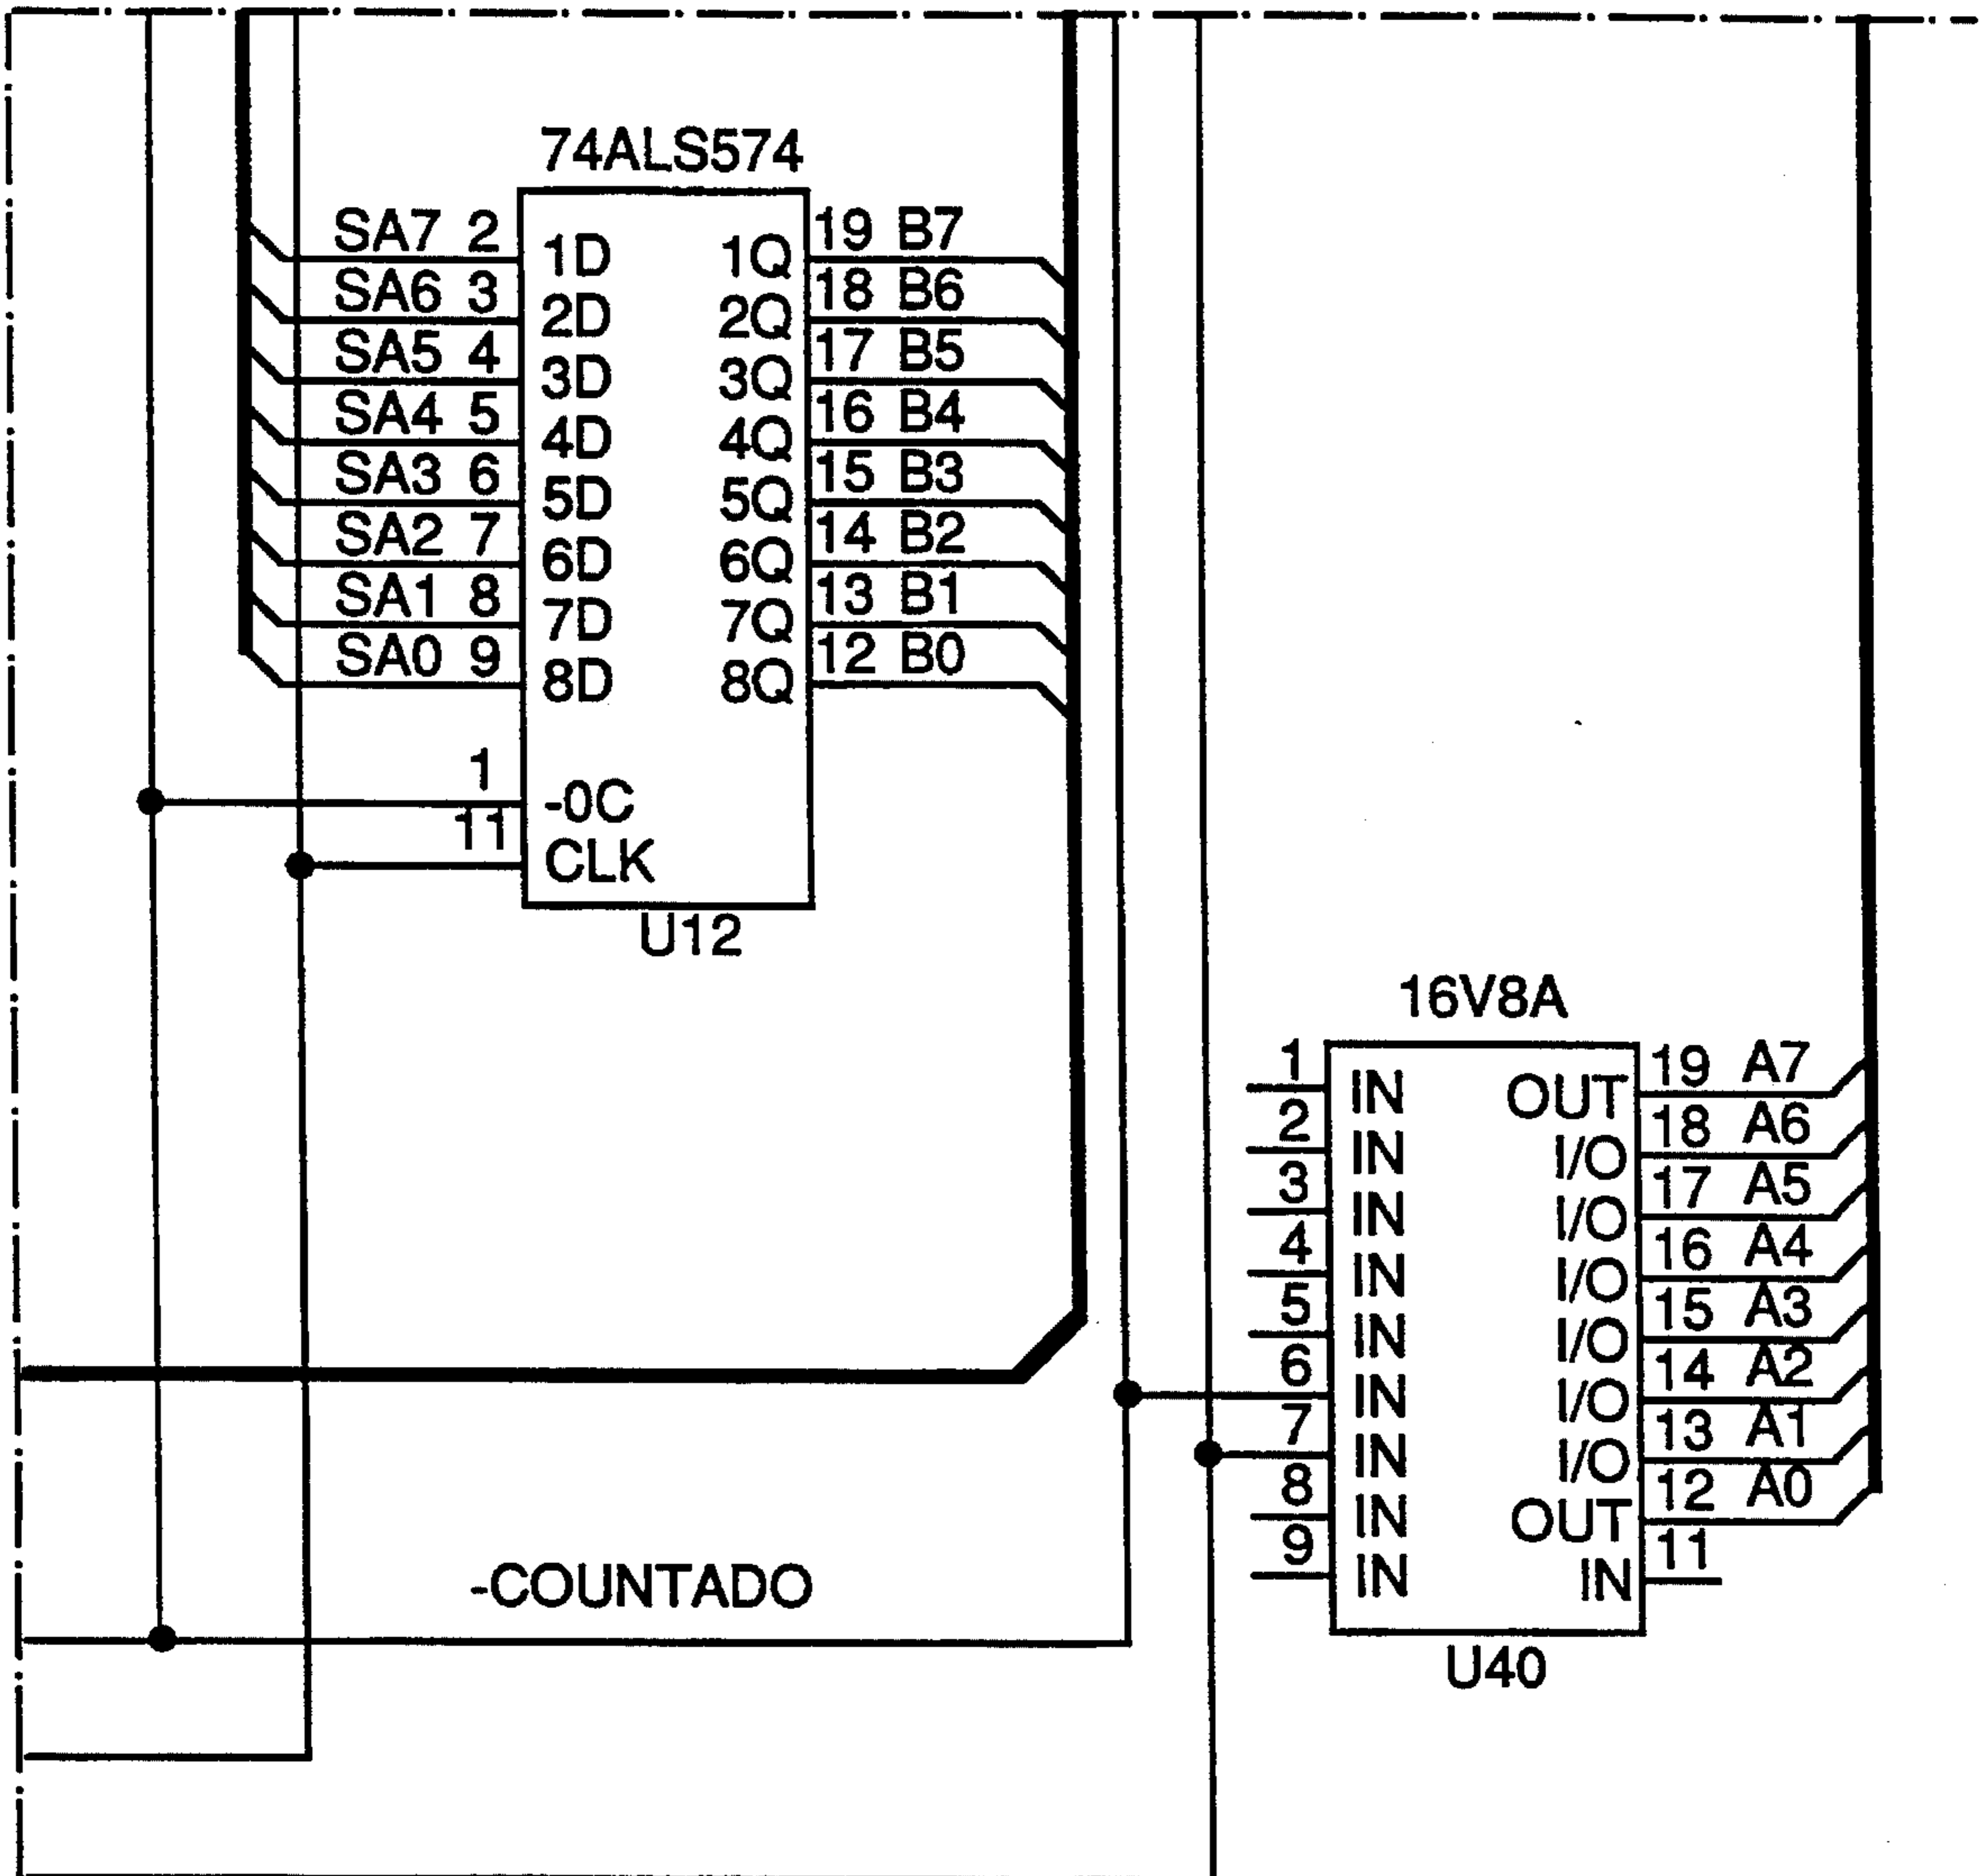 74ALS574
SA7 2 1D 1Q 19 B7
SA6 3 2D 2Q 18 B6
SA5 4 3D 3Q 17 B5
SA4 5 4D 4Q 16 B4
SA3 6 5D 5Q 15 B3
SA2 7 6D 6Q 14 B2
SA1 8 7D 7Q 13 B1
SA0 9 8D 8Q 12 B0
1 -0C
11 CLK
U12
16V8A
1 IN OUT 19 A7
2 IN I/O 18 A6
3 IN I/O 17 A5
4 IN I/O 16 A4
5 IN I/O 15 A3
6 IN I/O 14 A2
7 IN I/O 13 A1
8 IN OUT 12 A0
9 IN IN 11
U40
-COUNTADO